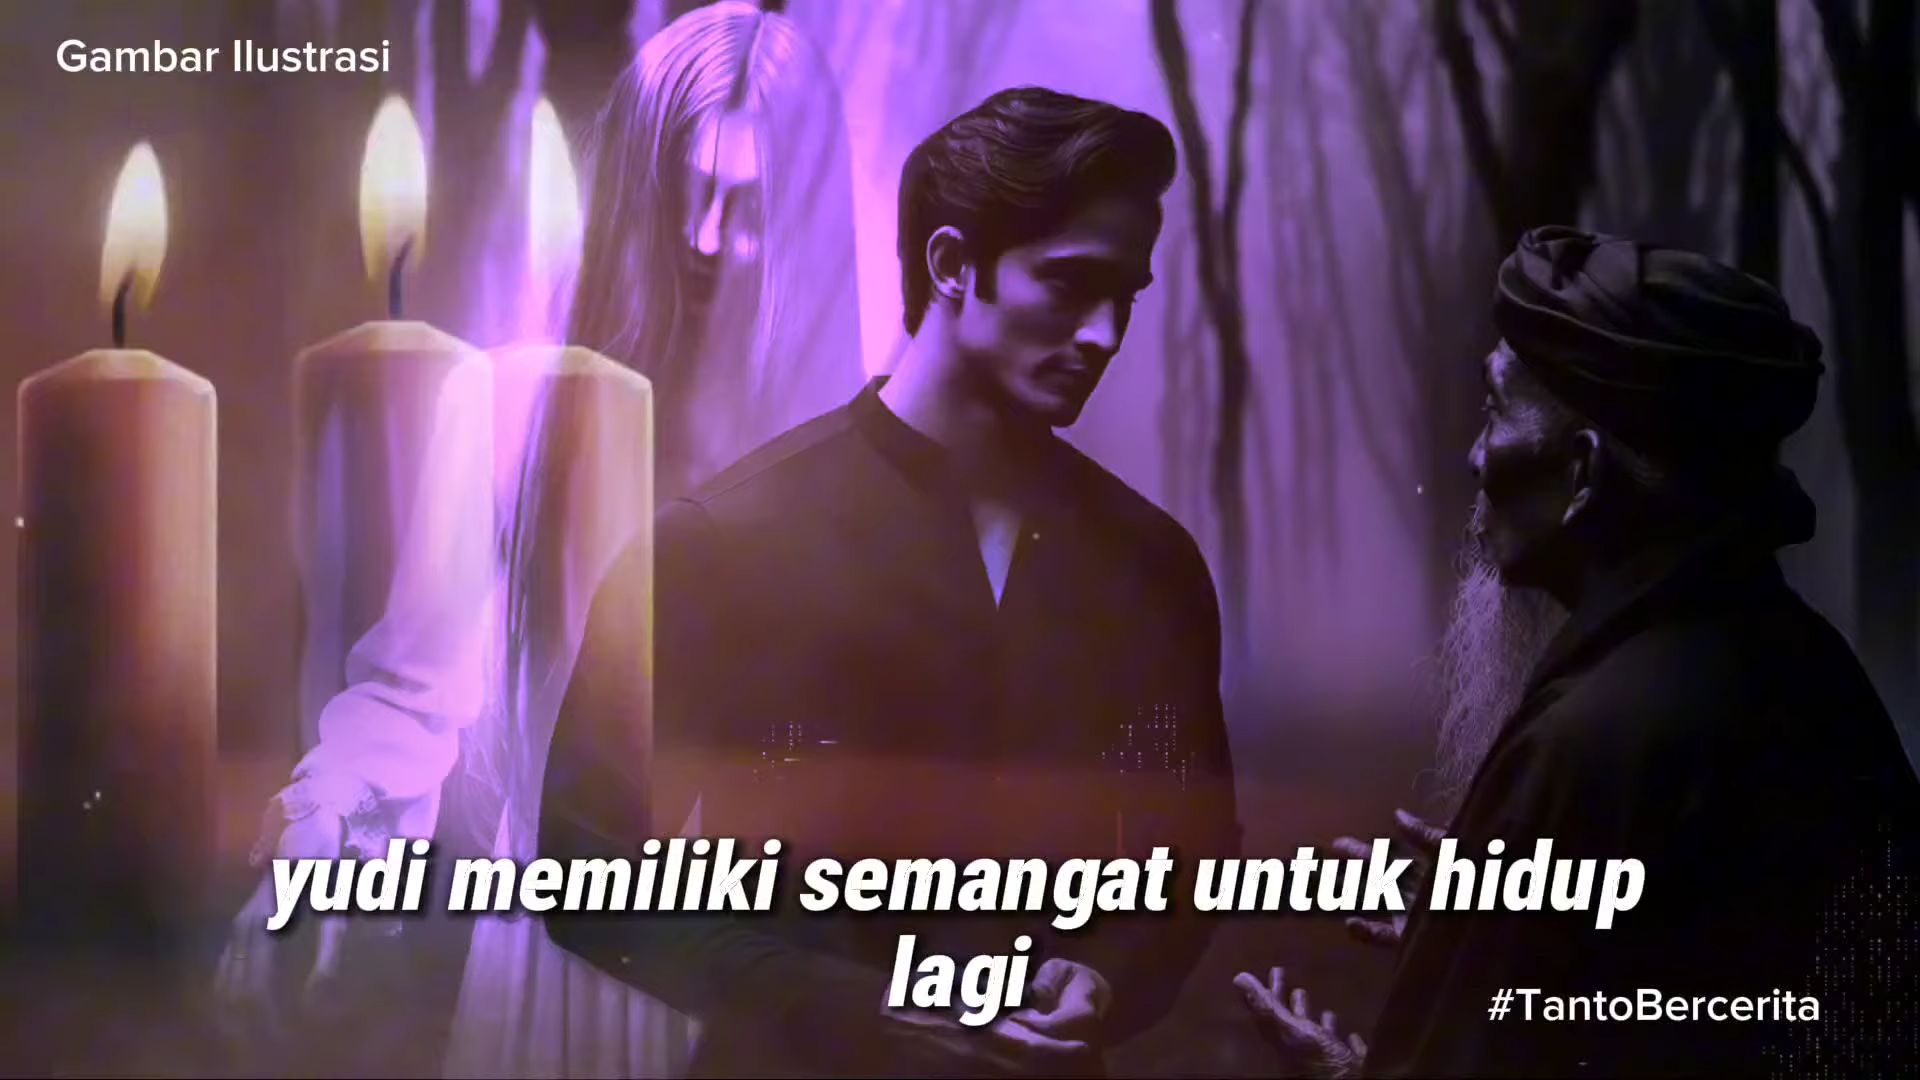 Gambar Ilustrasi
yudi memiliki semangat untuk hidup
lagi
#TantoBercerita